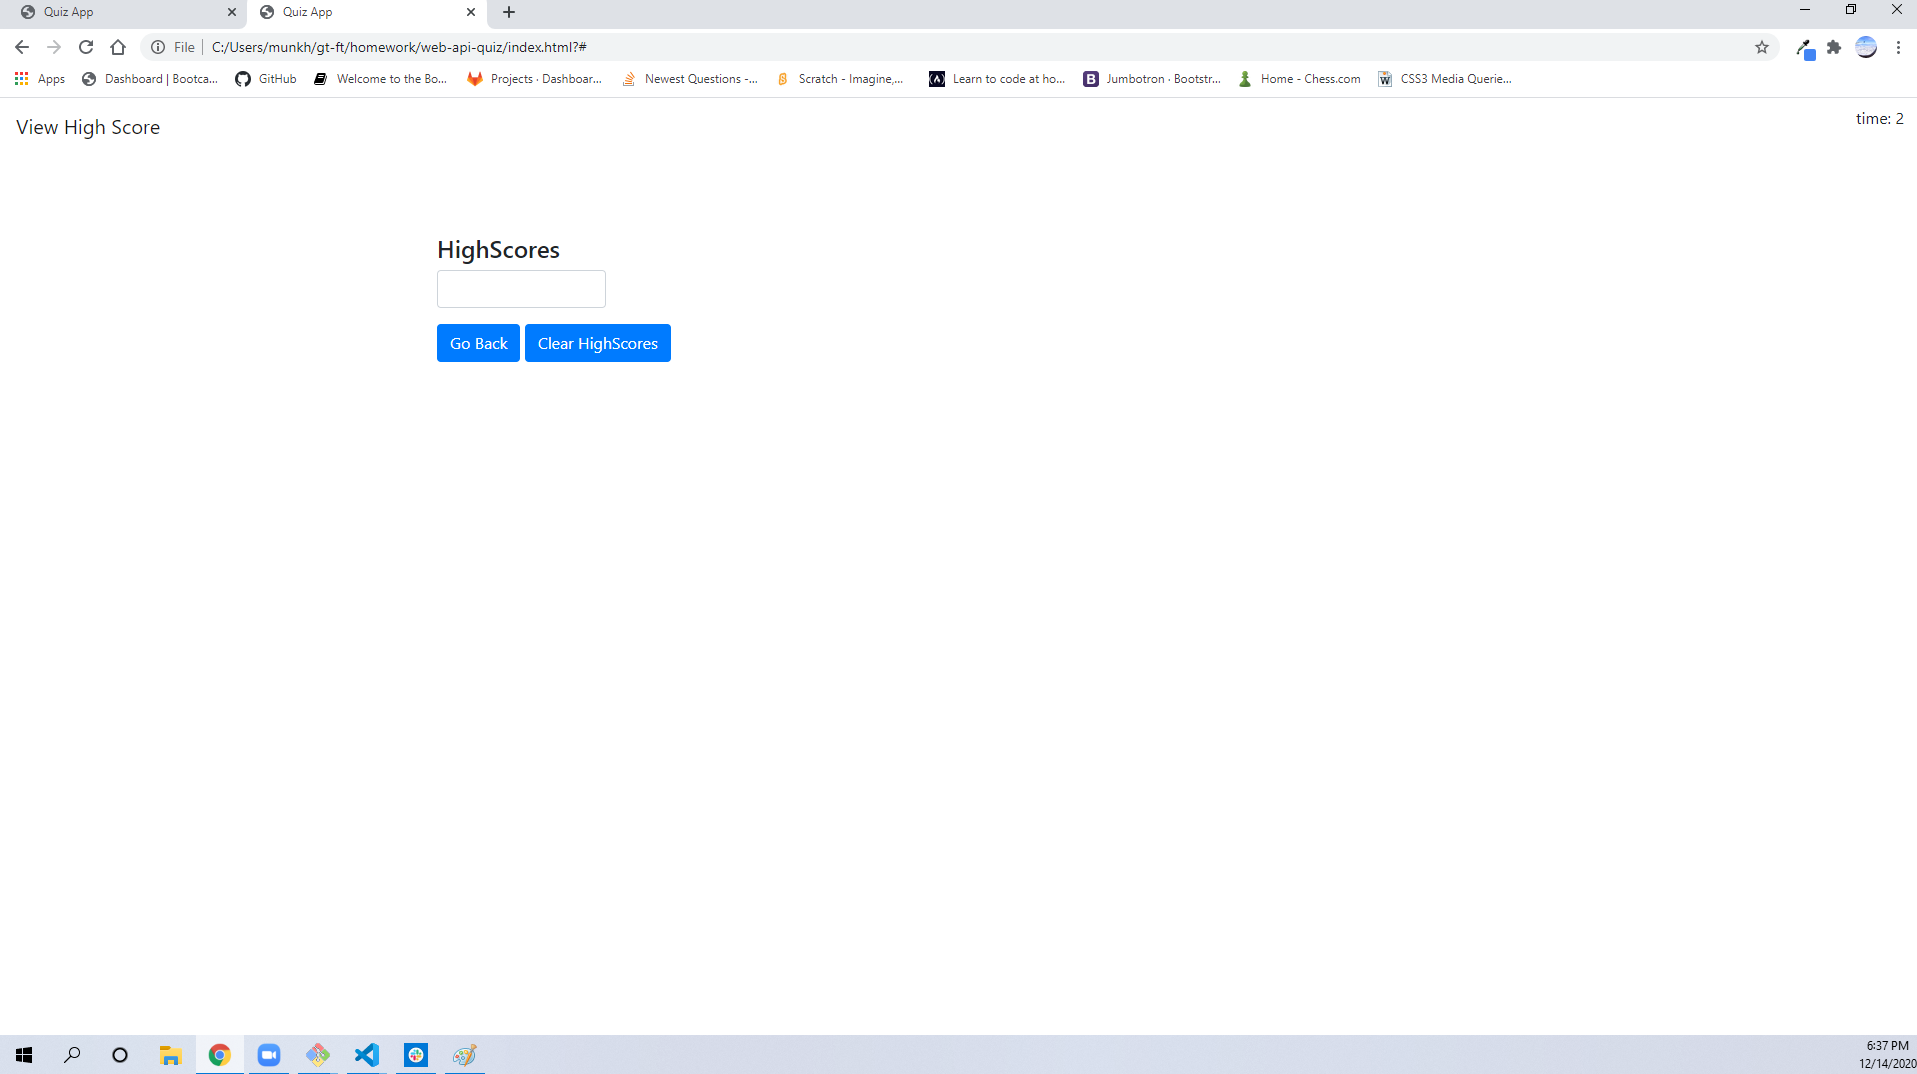 Quiz App
Quiz App
File C:/Users/munkh/gt-ft/homework/web-api-quiz/index.html?#
Apps Dashboard | Bootca... GitHub Welcome to the Bo... Projects · Dashboar... Newest Questions -... Scratch - Imagine,... Learn to code at ho... B Jumbotron · Bootstr... Home - Chess.com W CSS3 Media Querie...
View High Score
time: 2
HighScores
Go Back Clear HighScores
6:37 PM
12/14/2020